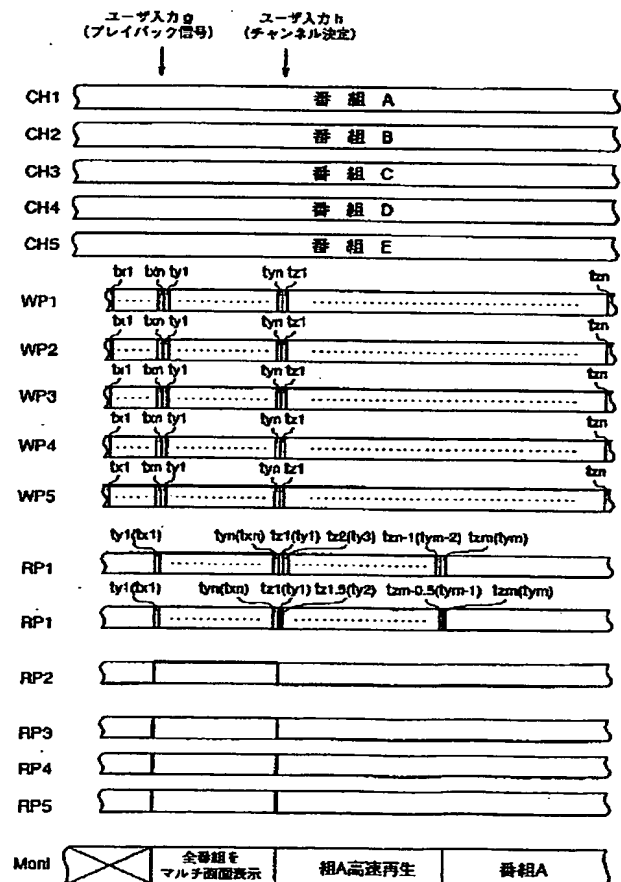 ユーザ入力 g ユーザ入力 h
(プレイバック信号) (チャンネル決定)
CH1 番 組 A
CH2 番 組 B
CH3 番 組 C
CH4 番 組 D
CH5 番 組 E
tx1 txn ty1 tyn tz1 tzn
WP1
tx1 txn ty1 tyn tz1 tzn
WP2
tx1 txn ty1 tyn tz1 tzn
WP3
tx1 txn ty1 tyn tz1 tzn
WP4
tx1 txn ty1 tyn tz1 tzn
WP5
ty1(tx1) tyn(txn) tz1(ty1) tz2(ty3) tzn-1(tym-2) tzm(tym)
RP1
ty1(tx1) tyn(txn) tz1(ty1) tz1.5(ty2) tzm-0.5(tym-1) tzm(tym)
RP1
RP2
RP3
RP4
RP5
Moni 全番組を
マルチ画面表示 組A高速再生 番組A